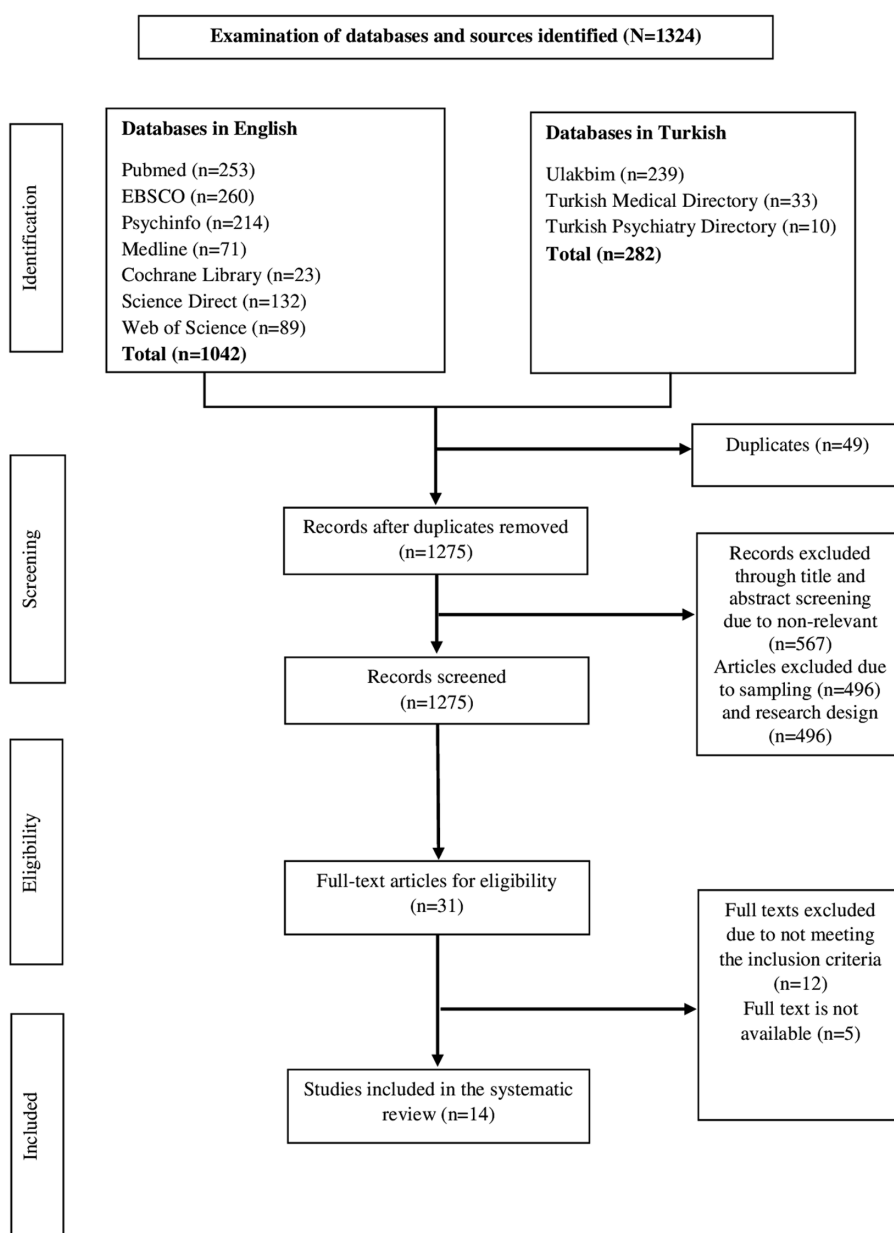 Examination of databases and sources identified (N=1324)
Identification
Databases in English
Pubmed (n=253)
EBSCO (n=260)
Psychinfo (n=214)
Medline (n=71)
Cochrane Library (n=23)
Science Direct (n=132)
Web of Science (n=89)
Total (n=1042)
Databases in Turkish
Ulakbim (n=239)
Turkish Medical Directory (n=33)
Turkish Psychiatry Directory (n=10)
Total (n=282)
Duplicates (n=49)
Screening
Records after duplicates removed
(n=1275)
Records excluded
through title and
abstract screening
due to non-relevant
(n=567)
Articles excluded due
to sampling (n=496)
and research design
(n=496)
Records screened
(n=1275)
Eligibility
Full-text articles for eligibility
(n=31)
Full texts excluded
due to not meeting
the inclusion criteria
(n=12)
Full text is not
available (n=5)
Included
Studies included in the systematic
review (n=14)